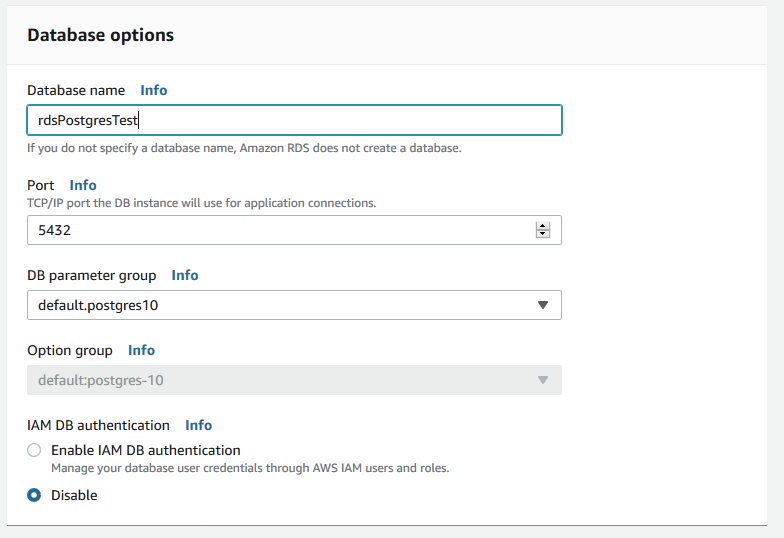 Database options
Database name Info
rdsPostgresTest
If you do not specify a database name, Amazon RDS does not create a database.
Port Info
TCP/IP port the DB instance will use for application connections.
5432
DB parameter group Info
default.postgres10
Option group Info
default:postgres-10
IAM DB authentication Info
Enable IAM DB authentication
Manage your database user credentials through AWS IAM users and roles.
Disable